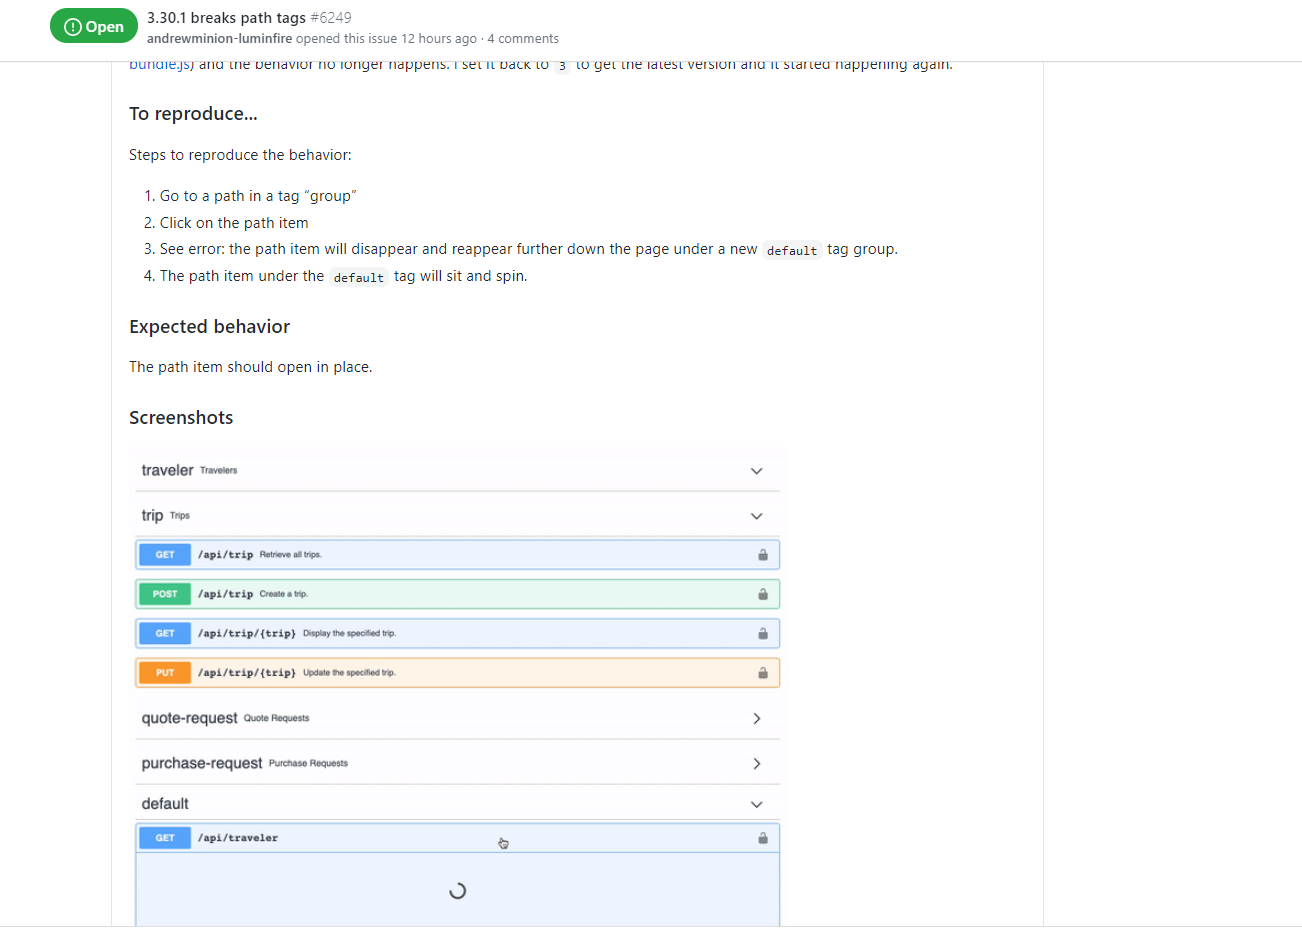 Open
3.30.1 breaks path tags #6249
andrewminion-luminfire opened this issue 12 hours ago · 4 comments
bundle.js) and the behavior no longer happens. I set it back to 3 to get the latest version and it started happening again.
To reproduce...
Steps to reproduce the behavior:
1. Go to a path in a tag “group”
2. Click on the path item
3. See error: the path item will disappear and reappear further down the page under a new default tag group.
4. The path item under the default tag will sit and spin.
Expected behavior
The path item should open in place.
Screenshots
traveler Travelers
trip Trips
GET /api/trip Retrieve all trips.
POST /api/trip Create a trip.
GET /api/trip/{trip} Display the specified trip.
PUT /api/trip/{trip} Update the specified trip.
quote-request Quote Requests
purchase-request Purchase Requests
default
GET /api/traveler